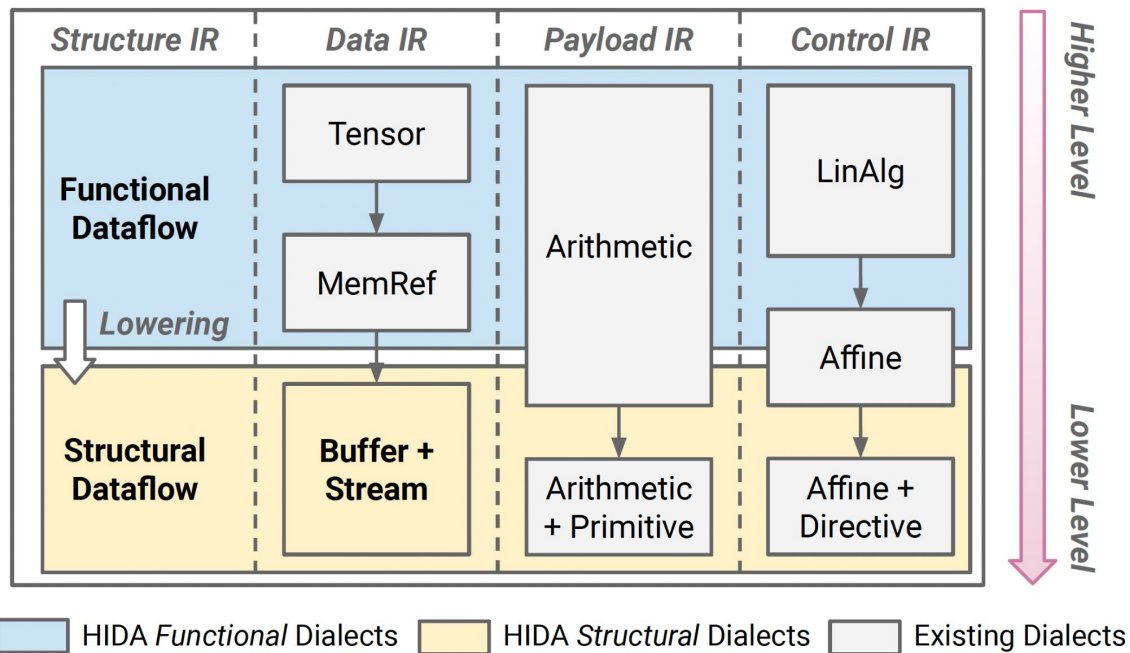 Structure IR
Data IR
Payload IR
Control IR
Higher Level
Tensor
LinAlg
Functional
Dataflow
Arithmetic
MemRef
Lowering
Affine
Lower Level
Structural
Dataflow
Buffer +
Stream
Arithmetic
+ Primitive
Affine +
Directive
HIDA Functional Dialects
HIDA Structural Dialects
Existing Dialects